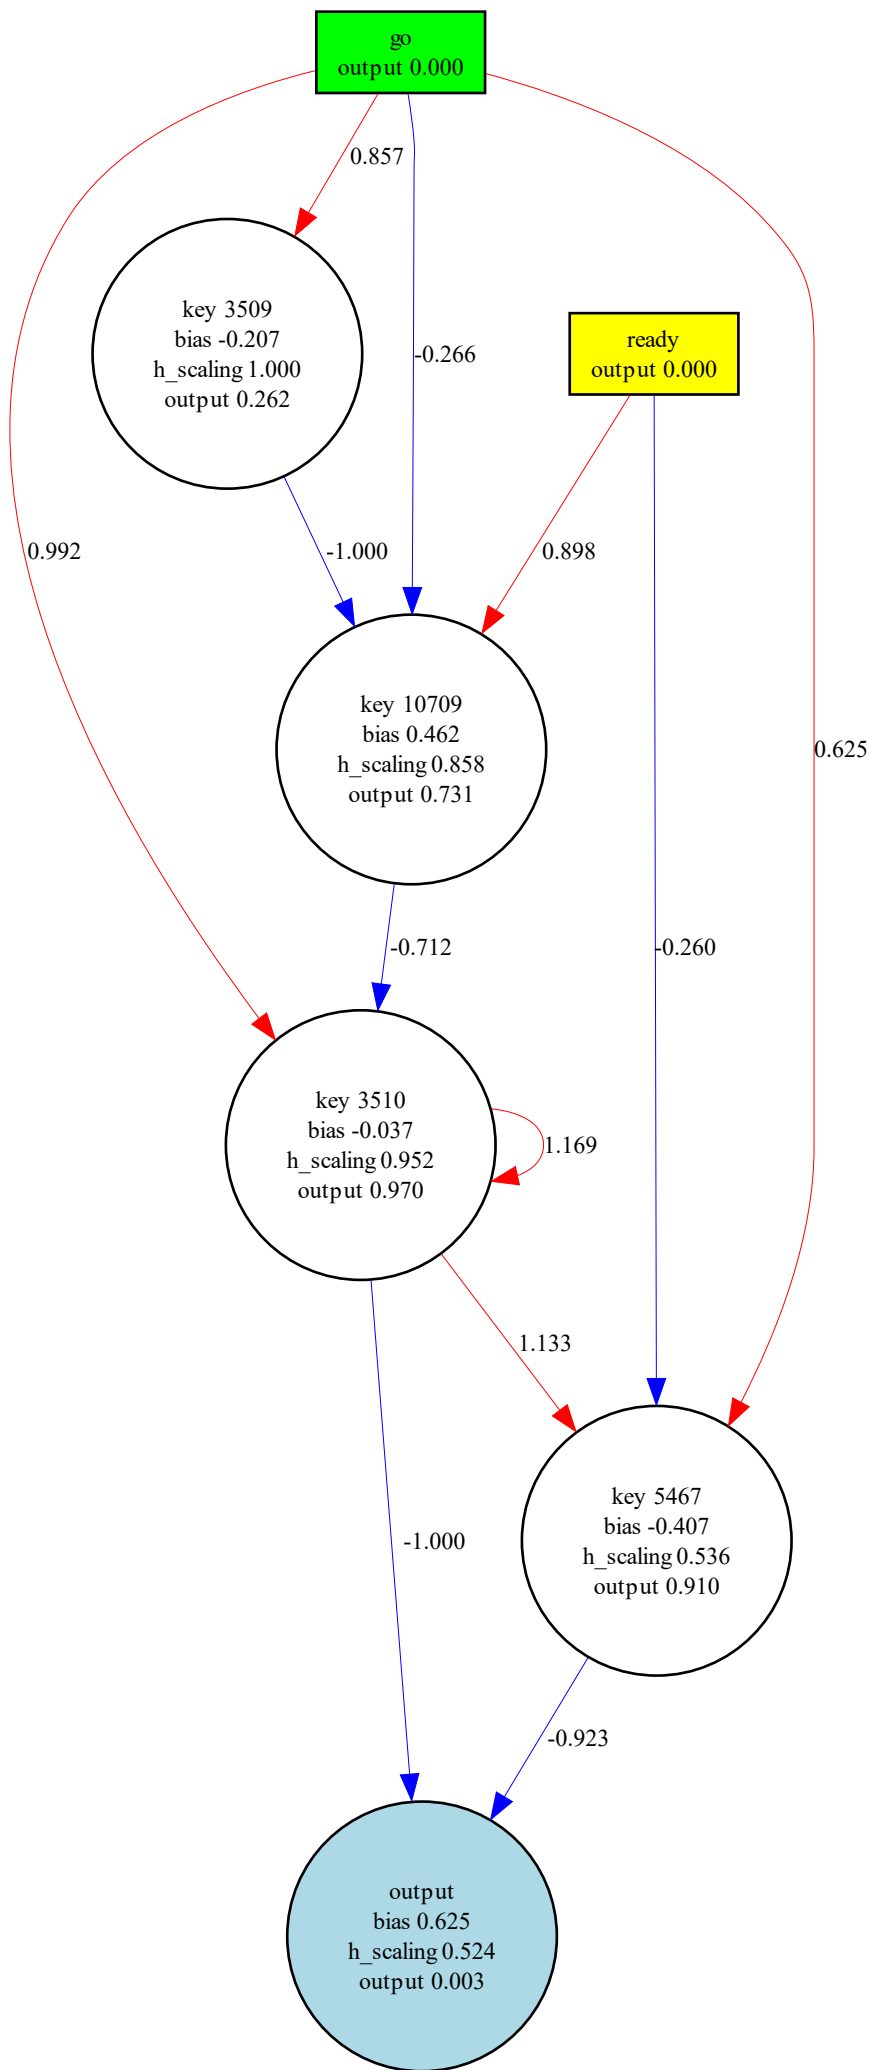 go
output 0.000
0.857
key 3509
bias -0.207
h_scaling 1.000
output 0.262
-0.266
ready
output 0.000
0.992
-1.000
0.898
key 10709
bias 0.462
h_scaling 0.858
output 0.731
0.625
-0.712
-0.260
key 3510
bias -0.037
h_scaling 0.952
output 0.970
1.169
1.133
key 5467
bias -0.407
h_scaling 0.536
output 0.910
-1.000
-0.923
output
bias 0.625
h_scaling 0.524
output 0.003